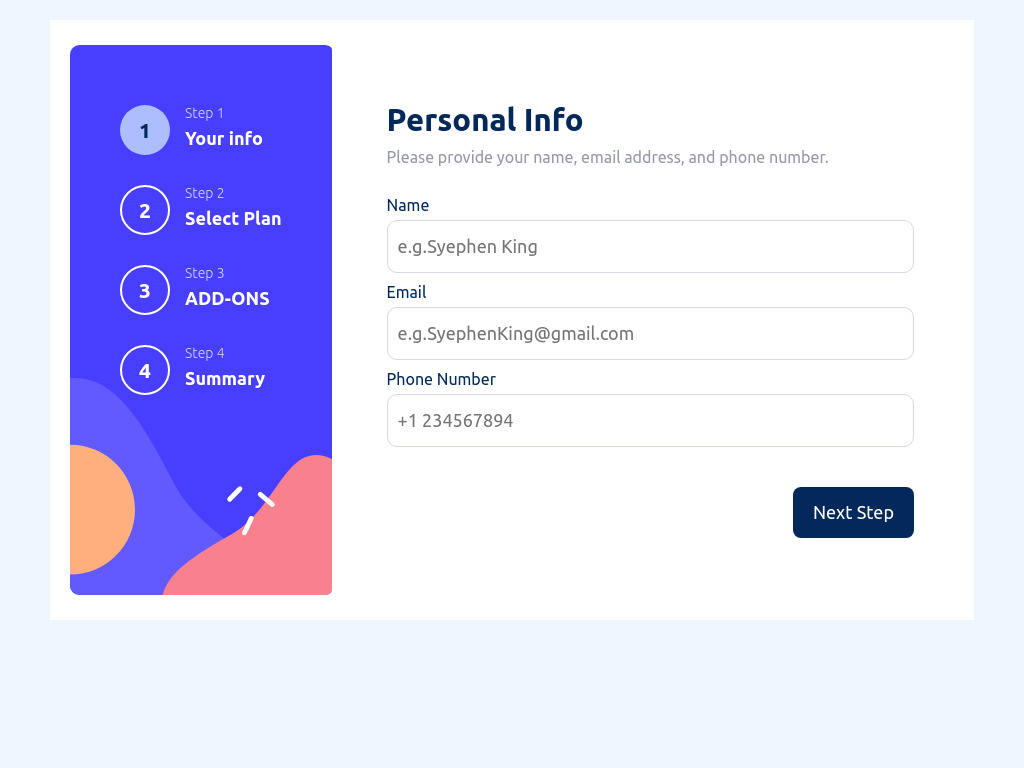 1
Step 1
Your info
2
Step 2
Select Plan
3
Step 3
ADD-ONS
4
Step 4
Summary
Personal Info
Please provide your name, email address, and phone number.
Name
e.g.Syephen King
Email
e.g.SyephenKing@gmail.com
Phone Number
+1 234567894
Next Step